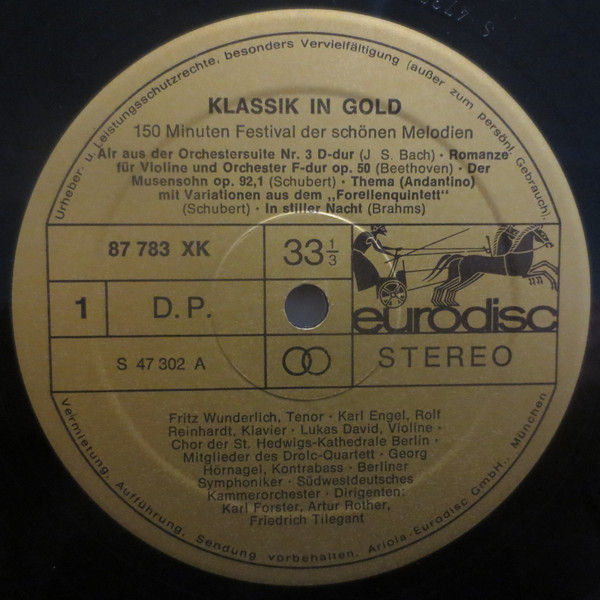 Urheber- u. Leistungsschutzrechte, besonders Vervielfältigung (außer zum persönl. Gebrauch),
KLASSIK IN GOLD
150 Minuten Festival der schönen Melodien
Air aus der Orchestersuite Nr. 3 D-dur (J. S. Bach) · Romanze
für Violine und Orchester F-dur op. 50 (Beethoven) · Der
Musensohn op. 92,1 (Schubert) · Thema (Andantino)
mit Variationen aus dem „Forellenquintett"
(Schubert) · In stiller Nacht (Brahms)
87 783 XK
33 1/3
1
D.P.
eurodisc
S 47 302 A
STEREO
Fritz Wunderlich, Tenor · Karl Engel, Rolf
Reinhardt, Klavier · Lukas David, Violine ·
Chor der St. Hedwigs-Kathedrale Berlin ·
Mitglieder des Drolc-Quartett · Georg
Hörnagel, Kontrabass · Berliner
Symphoniker · Südwestdeutsches
Kammerorchester · Dirigenten:
Karl Forster, Artur Rother,
Friedrich Tilegant
Vermietung, Aufführung, Sendung vorbehalten. Ariola-Eurodisc GmbH., München